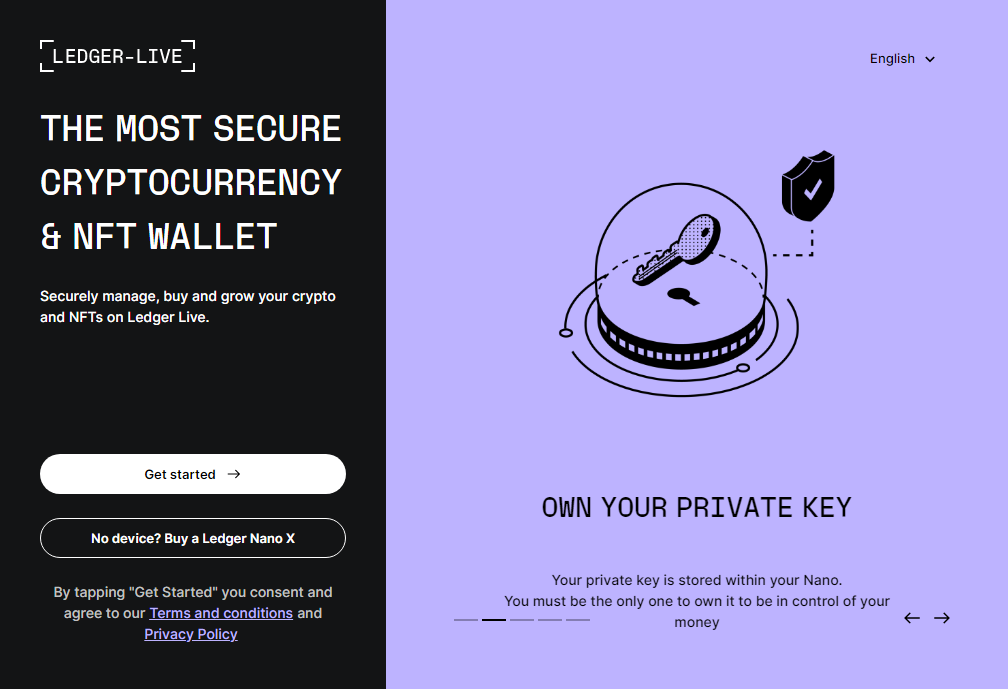 LEDGER-LIVE
THE MOST SECURE
CRYPTOCURRENCY
& NFT WALLET
Securely manage, buy and grow your crypto
and NFTs on Ledger Live.
Get started
No device? Buy a Ledger Nano X
By tapping "Get Started" you consent and
agree to our Terms and conditions and
Privacy Policy
English
OWN YOUR PRIVATE KEY
Your private key is stored within your Nano.
You must be the only one to own it to be in control of your
money